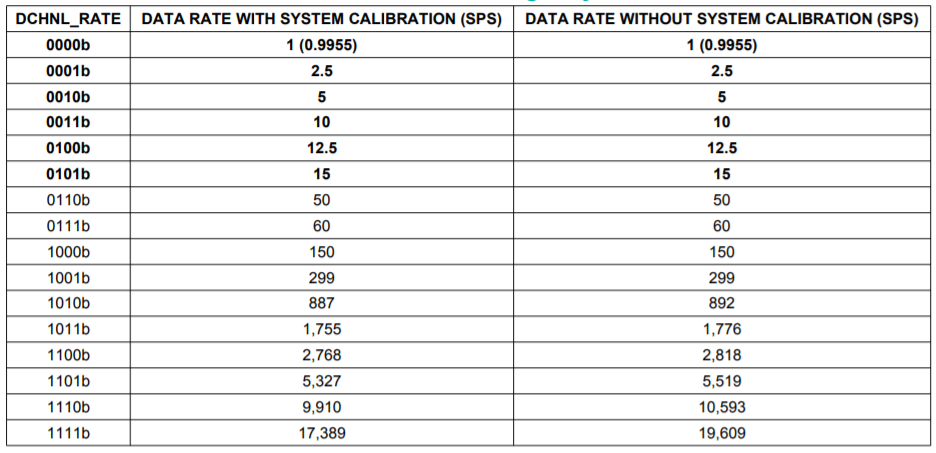 DCHNL_RATE DATA RATE WITH SYSTEM CALIBRATION (SPS) DATA RATE WITHOUT SYSTEM CALIBRATION (SPS)
0000b 1 (0.9955) 1 (0.9955)
0001b 2.5 2.5
0010b 5 5
0011b 10 10
0100b 12.5 12.5
0101b 15 15
0110b 50 50
0111b 60 60
1000b 150 150
1001b 299 299
1010b 887 892
1011b 1,755 1,776
1100b 2,768 2,818
1101b 5,327 5,519
1110b 9,910 10,593
1111b 17,389 19,609